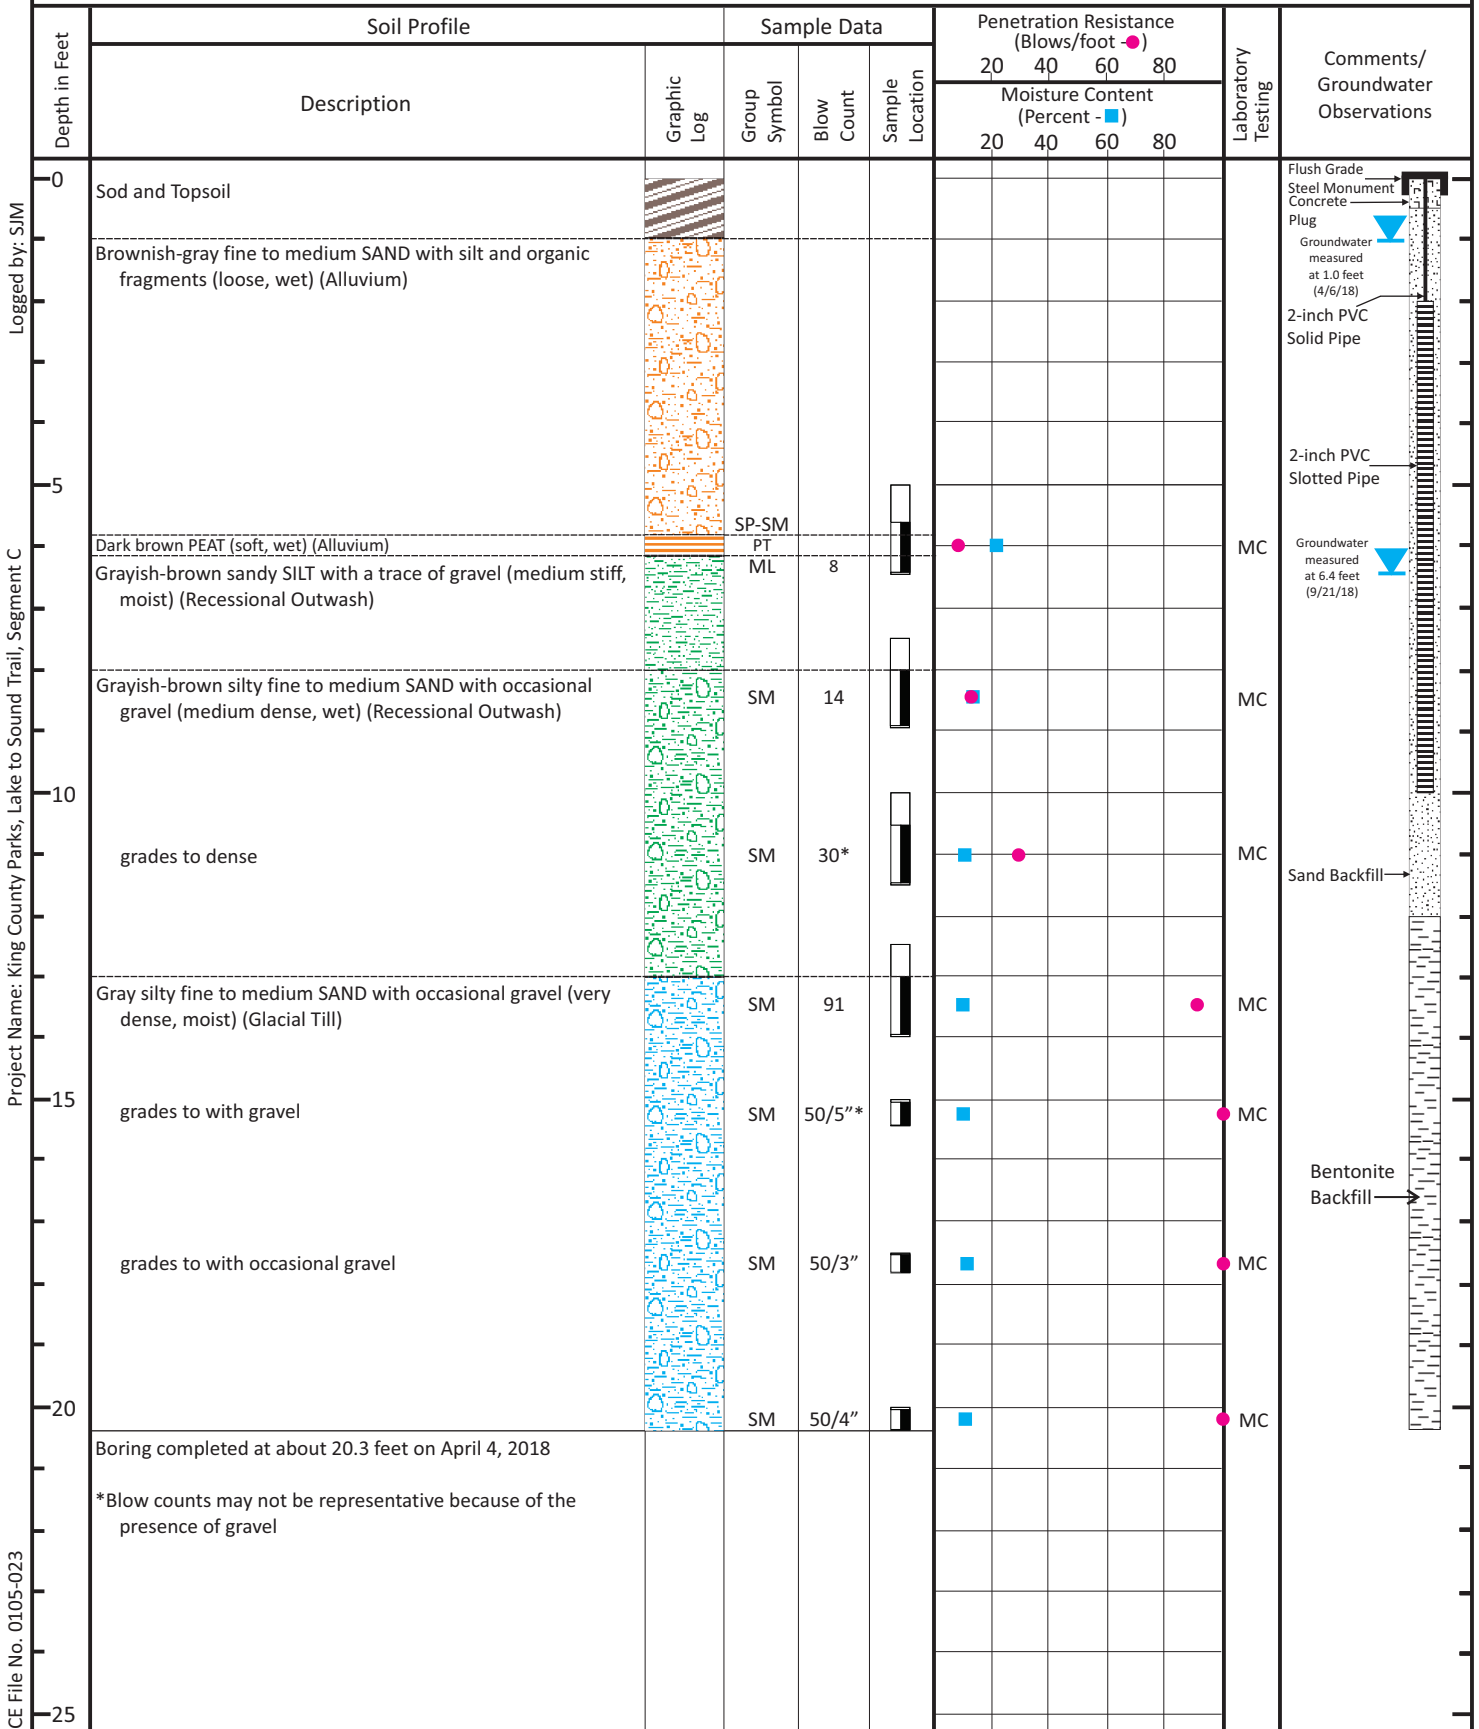 Soil Profile
Sample Data
Penetration Resistance
(Blows/foot - )
20 40 60 80
Moisture Content
(Percent - )
20 40 60 80
Depth in Feet
Description
Graphic
Log
Group
Symbol
Blow
Count
Sample
Location
Laboratory
Testing
Comments/
Groundwater
Observations
Logged by: SJM
Project Name: King County Parks, Lake to Sound Trail, Segment C
CE File No. 0105-023
0
Sod and Topsoil
Flush Grade
Steel Monument
Concrete
Plug
Groundwater
measured
at 1.0 feet
(4/6/18)
Brownish-gray fine to medium SAND with silt and organic
fragments (loose, wet) (Alluvium)
2-inch PVC
Solid Pipe
2-inch PVC
Slotted Pipe
5
SP-SM
Dark brown PEAT (soft, wet) (Alluvium)
PT
MC
Groundwater
measured
at 6.4 feet
(9/21/18)
Grayish-brown sandy SILT with a trace of gravel (medium stiff,
moist) (Recessional Outwash)
ML 8
Grayish-brown silty fine to medium SAND with occasional
gravel (medium dense, wet) (Recessional Outwash)
SM 14 MC
10
grades to dense SM 30* MC
Sand Backfill
Gray silty fine to medium SAND with occasional gravel (very
dense, moist) (Glacial Till)
SM 91 MC
15
grades to with gravel SM 50/5”* MC
Bentonite
Backfill
grades to with occasional gravel SM 50/3” MC
20
SM 50/4” MC
Boring completed at about 20.3 feet on April 4, 2018
*Blow counts may not be representative because of the
presence of gravel
25